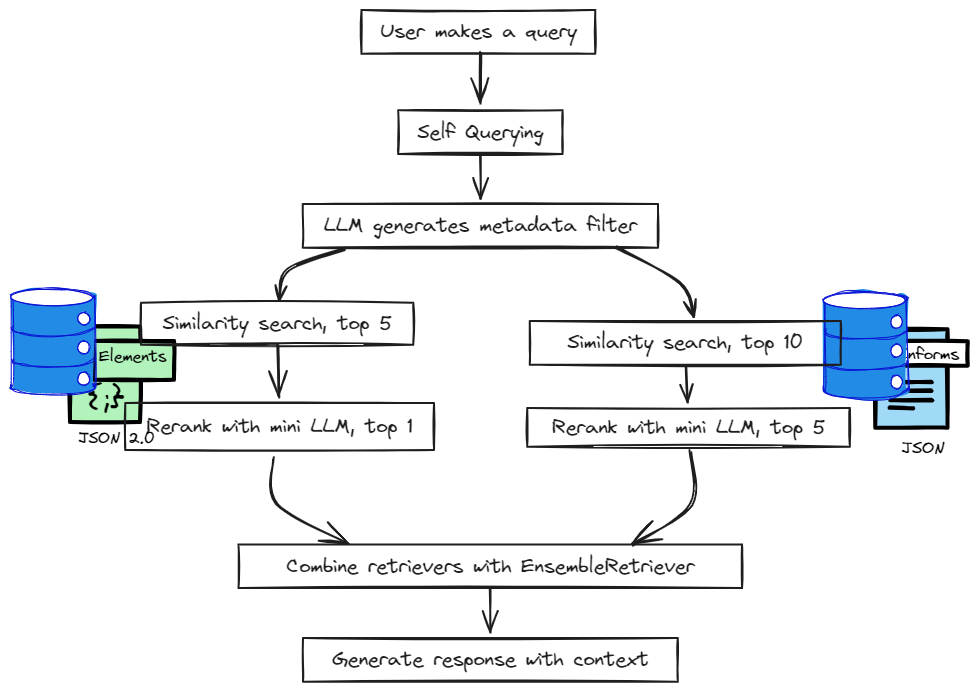 User makes a query
Self Querying
LLM generates metadata filter
Similarity search, top 5
Similarity search, top 10
Elements
nforms
{;}
Rerank with mini LLM, top 1
Rerank with mini LLM, top 5
JSON 2.0
JSON
Combine retrievers with EnsembleRetriever
Generate response with context